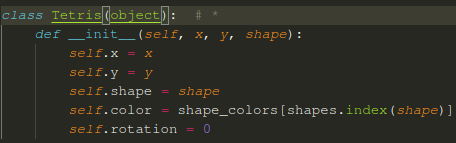 class Tetris(object):  # *
    def __init__(self, x, y, shape):
        self.x = x
        self.y = y
        self.shape = shape
        self.color = shape_colors[shapes.index(shape)]
        self.rotation = 0